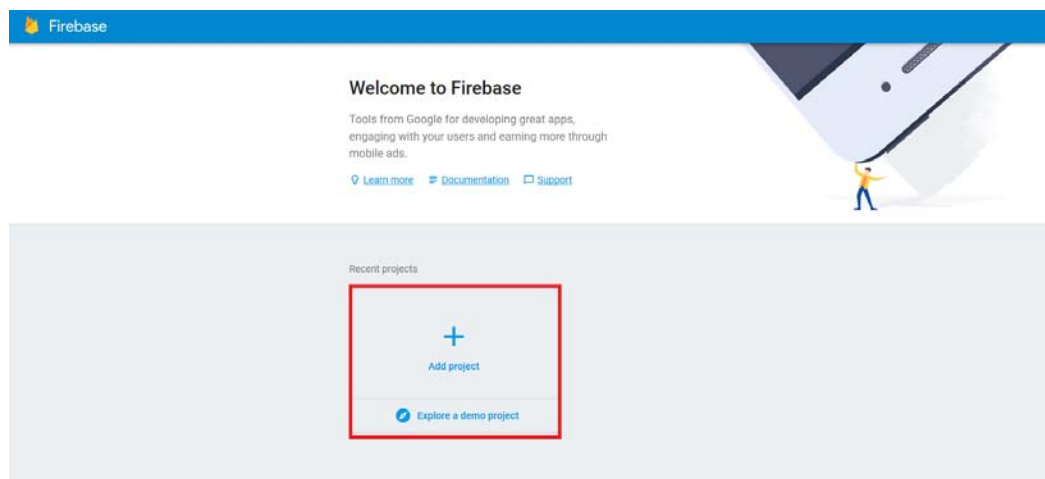 Firebase
Welcome to Firebase
Tools from Google for developing great apps,
engaging with your users and earning more through
mobile ads.
Learn more Documentation Support
Recent projects
Add project
Explore a demo project